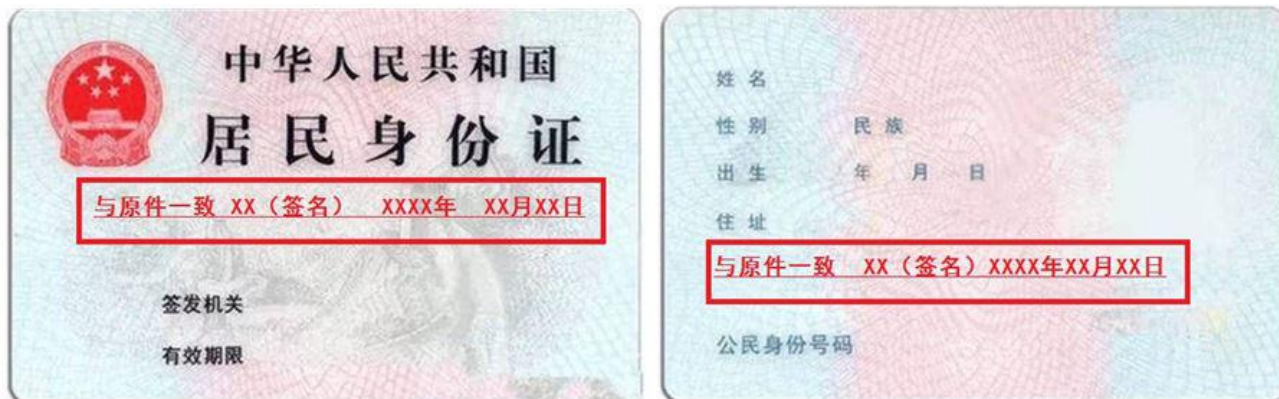 中华人民共和国
居民身份证
与原件一致 XX（签名） XXXX年 XX月XX日
签发机关
有效期限
姓名
性别 民族
出生 年 月 日
住址
与原件一致 XX（签名）XXXX年XX月XX日
公民身份号码